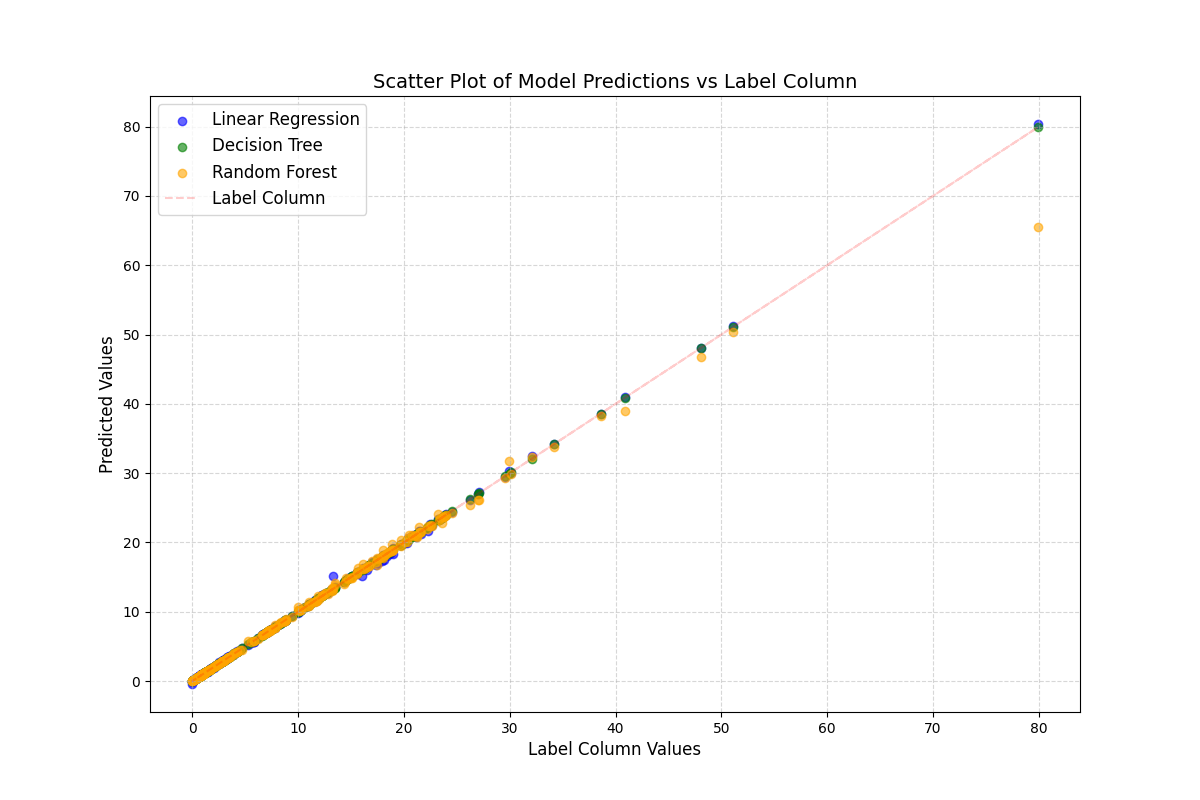 Scatter Plot of Model Predictions vs Label Column
Linear Regression
Decision Tree
Random Forest
Label Column
80
70
60
50
40
30
20
10
0
Predicted Values
0 10 20 30 40 50 60 70 80
Label Column Values